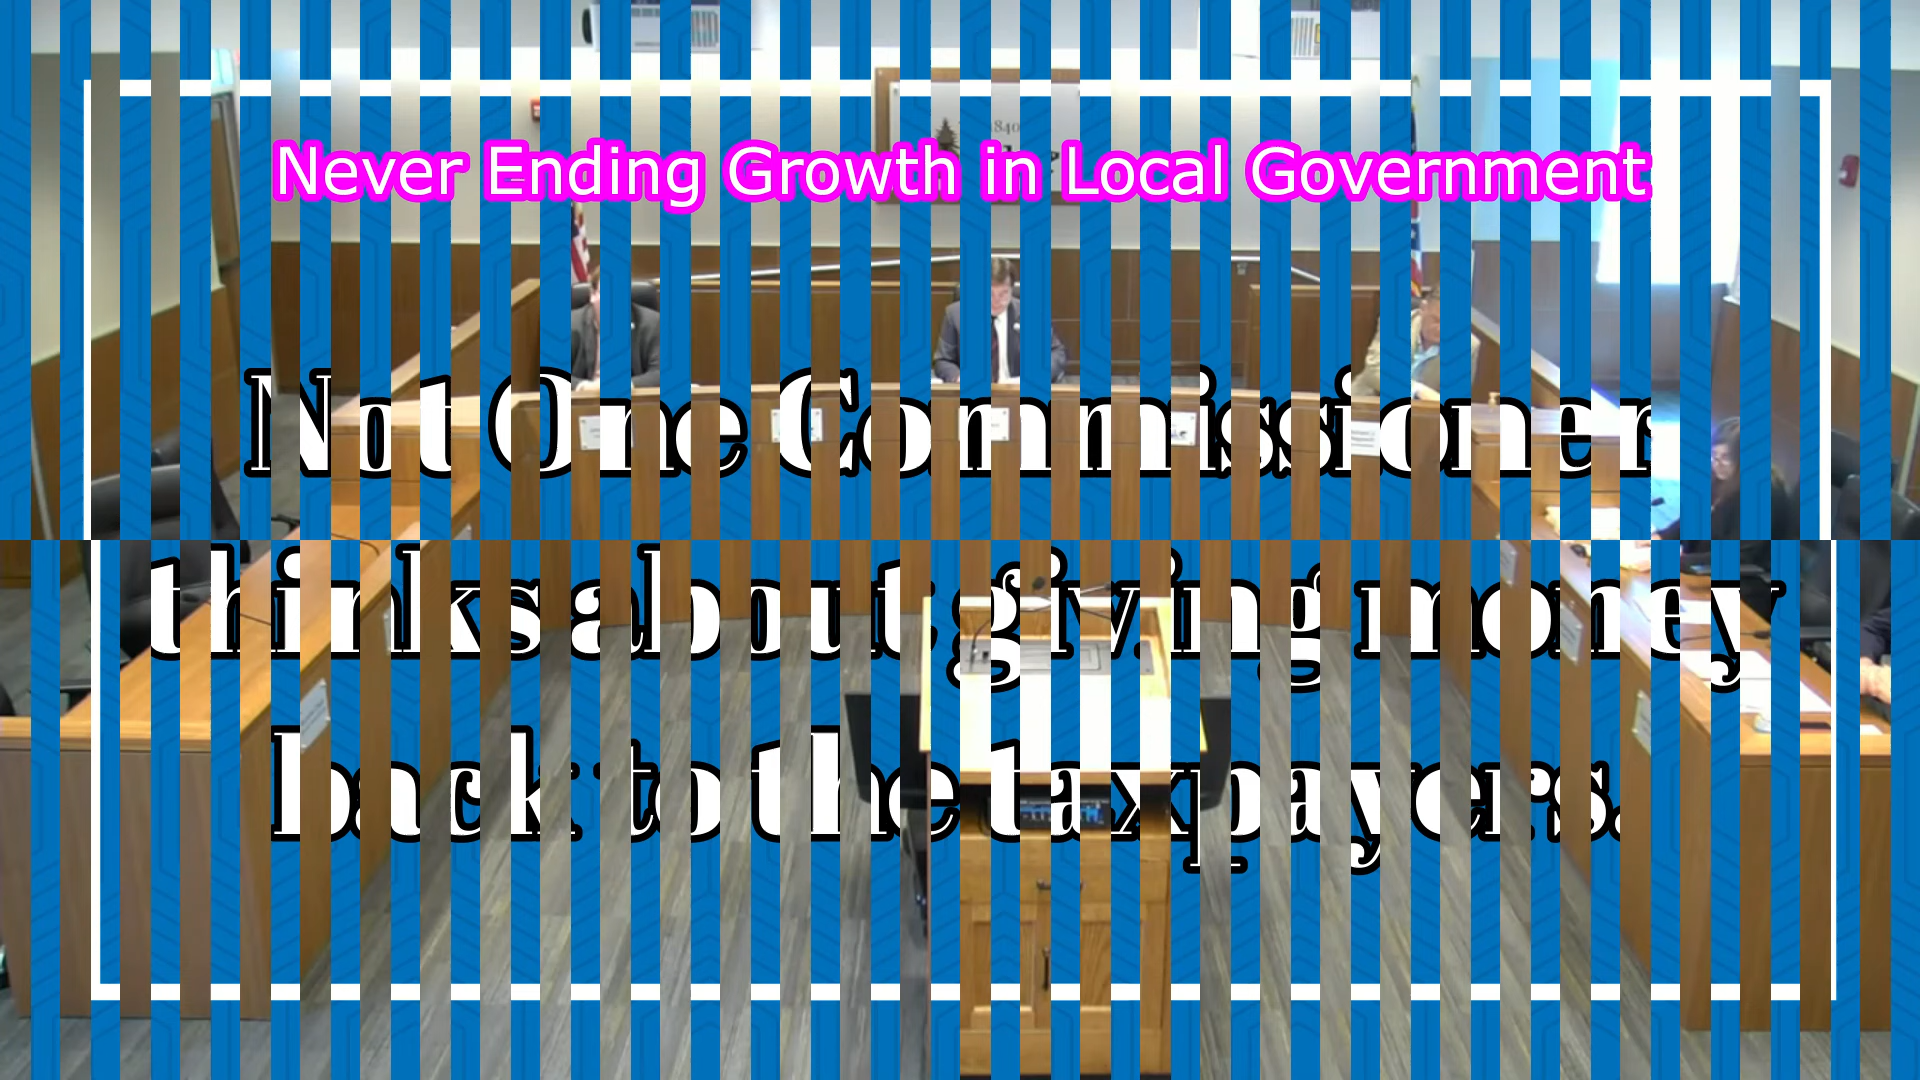 Never Ending Growth in Local Government
Not One Commissioner
thinks about giving money
back to the taxpayers.